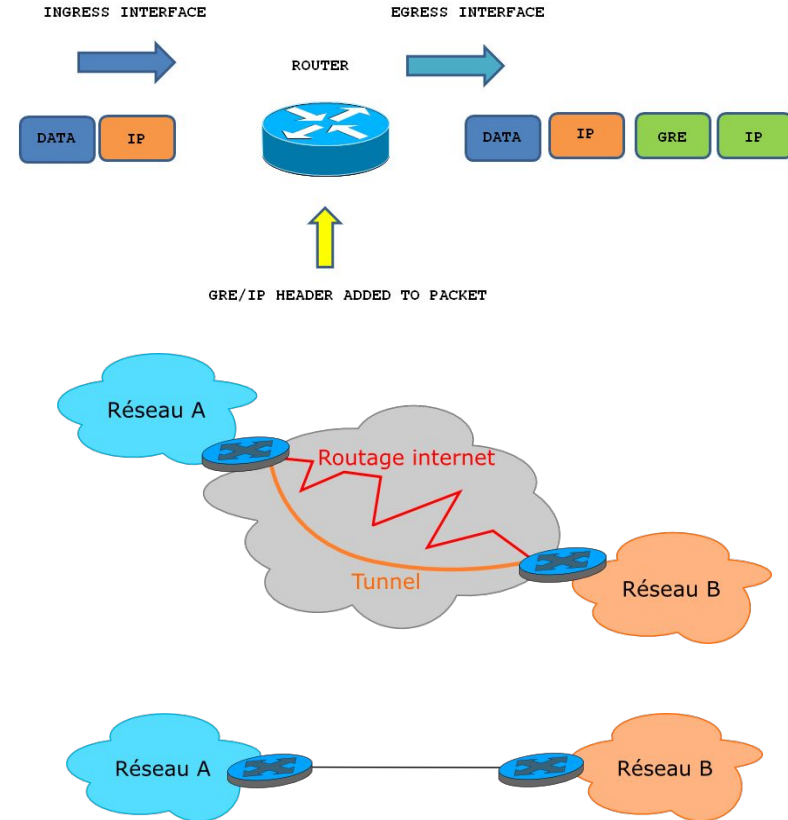 INGRESS INTERFACE
EGRESS INTERFACE
ROUTER
DATA
IP
DATA
IP
GRE
IP
GRE/IP HEADER ADDED TO PACKET
Réseau A
Routage internet
Tunnel
Réseau B
Réseau A
Réseau B